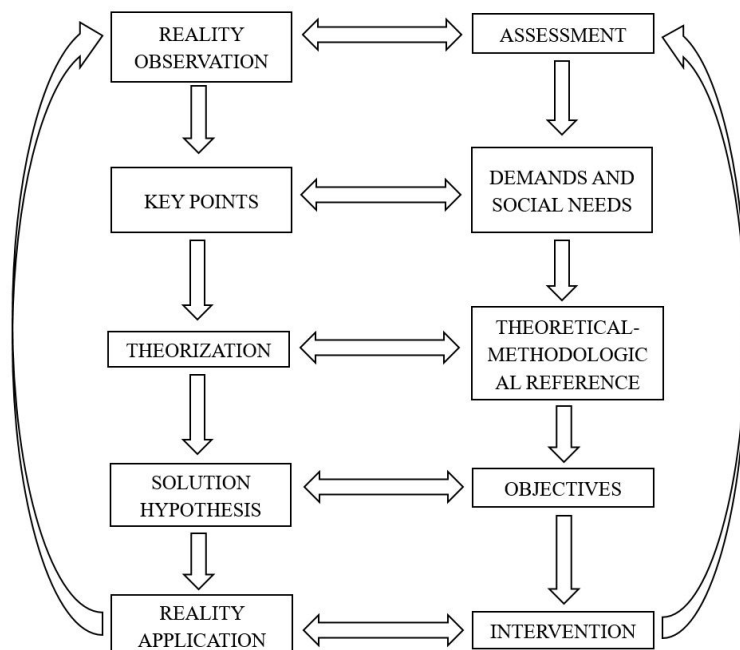 REALITY
OBSERVATION
ASSESSMENT
KEY POINTS
DEMANDS AND
SOCIAL NEEDS
THEORIZATION
THEORETICAL-
METHODOLOGIC
AL REFERENCE
SOLUTION
HYPOTHESIS
OBJECTIVES
REALITY
APPLICATION
INTERVENTION